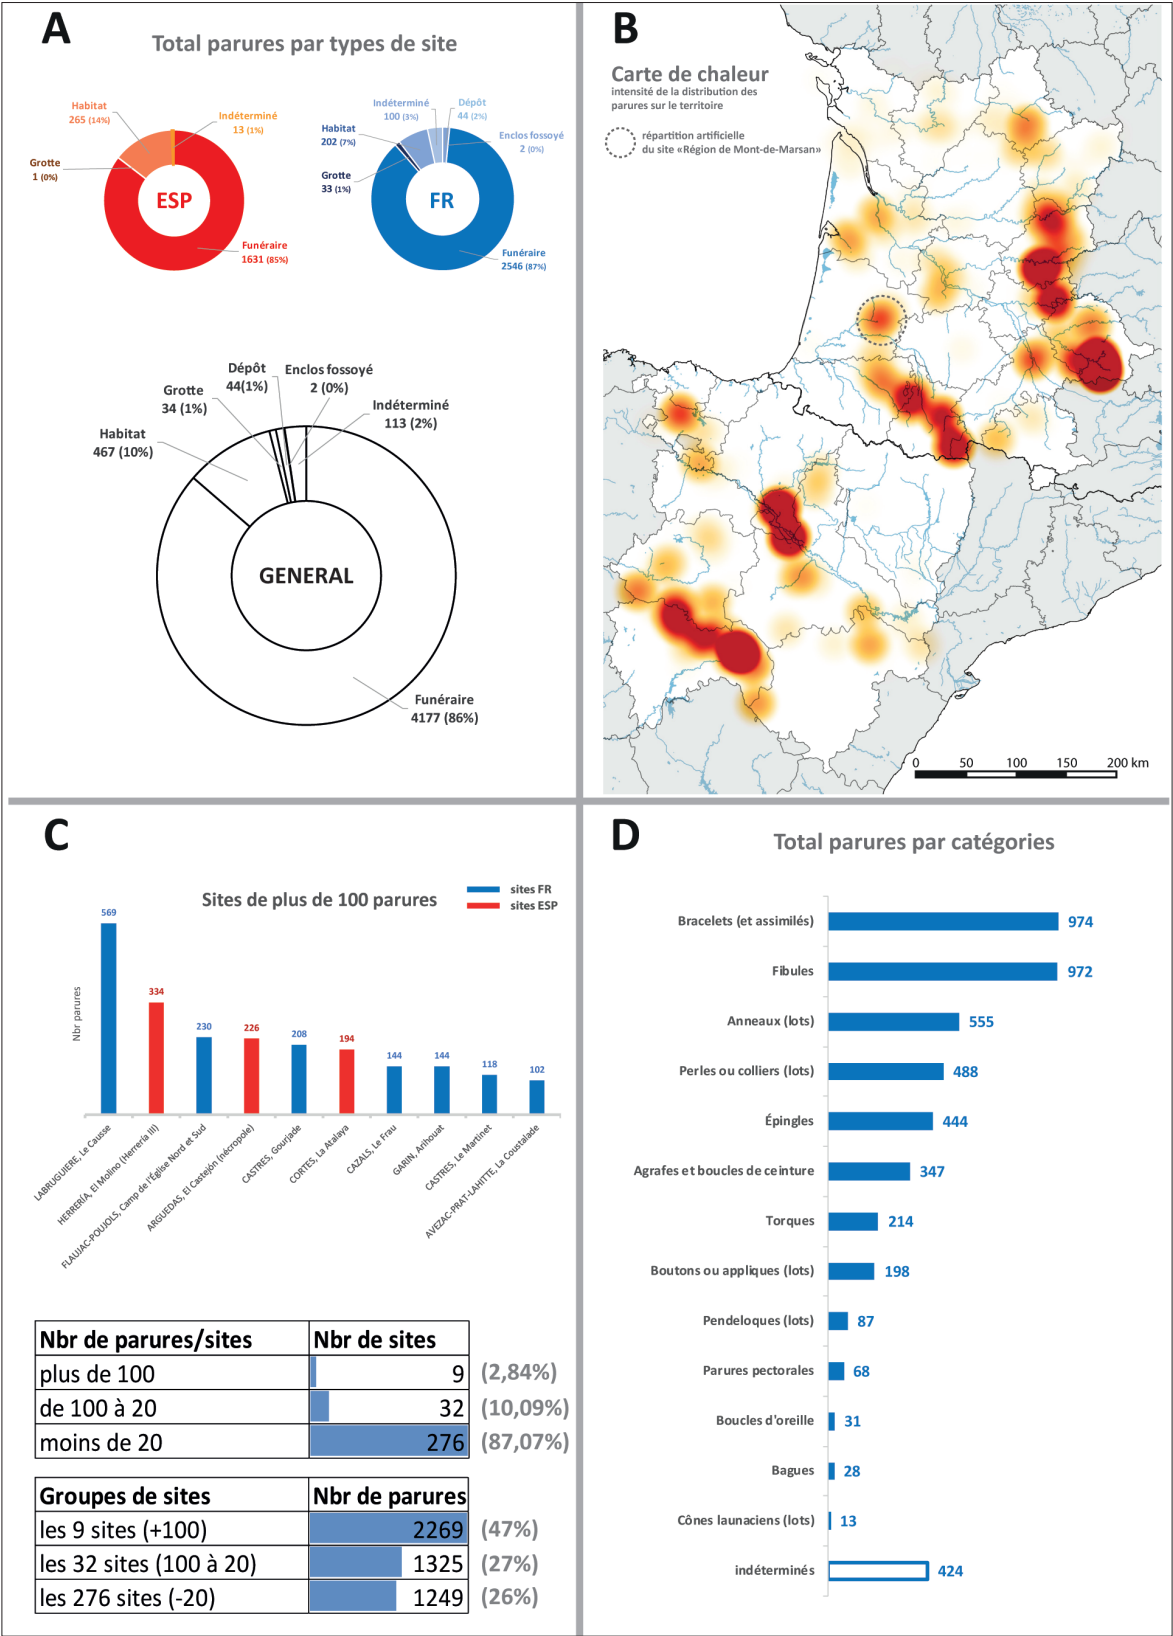 A
Total parures par types de site
Habitat
265 (14%)
Indéterminé
13 (1%)
Grotte
1 (0%)
ESP
Funéraire
1631 (85%)
Indéterminé
100 (3%)
Dépôt
44 (2%)
Habitat
202 (7%)
Enclos fossoyé
2 (0%)
Grotte
33 (1%)
FR
Funéraire
2546 (87%)
Dépôt
44(1%)
Enclos fossoyé
2 (0%)
Grotte
34 (1%)
Indéterminé
113 (2%)
Habitat
467 (10%)
GENERAL
Funéraire
4177 (86%)
B
Carte de chaleur
intensité de la distribution des
parures sur le territoire
répartition artificielle
du site «Région de Mont-de-Marsan»
0 50 100 150 200 km
C
Sites de plus de 100 parures
sites FR
sites ESP
Nbr parures
569
334
230
226
208
194
144
144
118
102
LABRUGUIERE, Le Causse
HERRERÍA, El Molino (Herrería III)
FLAUJAC-POUJOLS, Camp de l'Église Nord et Sud
ARGUEDAS, El Castejón (nécropole)
CASTRES, Gourjade
CORTES, La Atalaya
CAZALS, Le Frau
GARIN, Arihouat
CASTRES, Le Martinet
AVEZAC-PRAT-LAHITTE, La Coustalade
Nbr de parures/sites Nbr de sites
plus de 100 9 (2,84%)
de 100 à 20 32 (10,09%)
moins de 20 276 (87,07%)
Groupes de sites Nbr de parures
les 9 sites (+100) 2269 (47%)
les 32 sites (100 à 20) 1325 (27%)
les 276 sites (-20) 1249 (26%)
D
Total parures par catégories
Bracelets (et assimilés) 974
Fibules 972
Anneaux (lots) 555
Perles ou colliers (lots) 488
Épingles 444
Agrafes et boucles de ceinture 347
Torques 214
Boutons ou appliques (lots) 198
Pendeloques (lots) 87
Parures pectorales 68
Boucles d'oreille 31
Bagues 28
Cônes launaciens (lots) 13
indéterminés 424